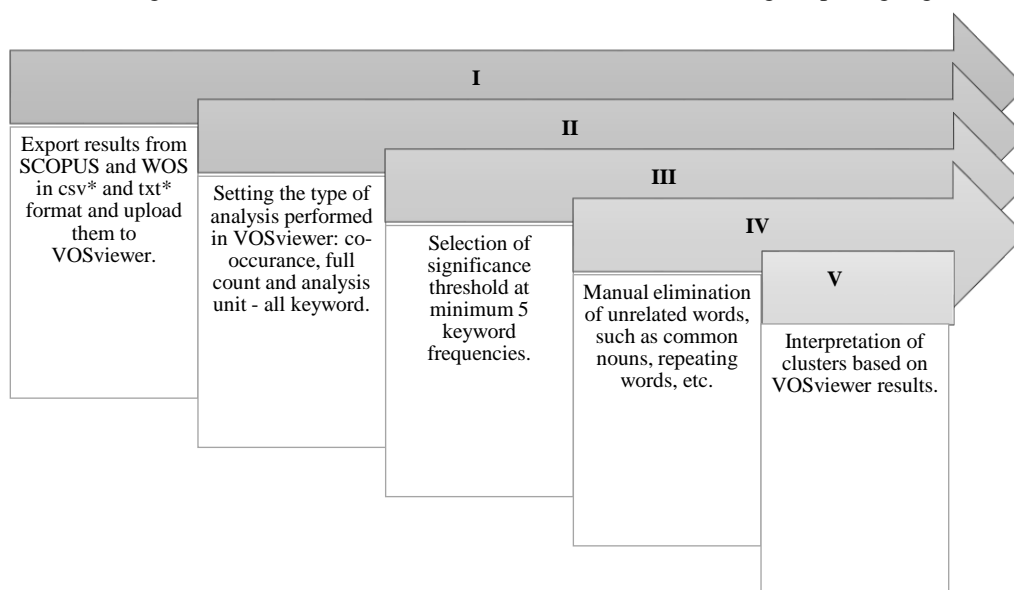 I
Export results from
SCOPUS and WOS
in csv* and txt*
format and upload
them to
VOSviewer.
II
Setting the type of
analysis performed
in VOSviewer: co-
occurance, full
count and analysis
unit - all keyword.
III
Selection of
significance
threshold at
minimum 5
keyword
frequencies.
IV
Manual elimination
of unrelated words,
such as common
nouns, repeating
words, etc.
V
Interpretation of
clusters based on
VOSviewer results.